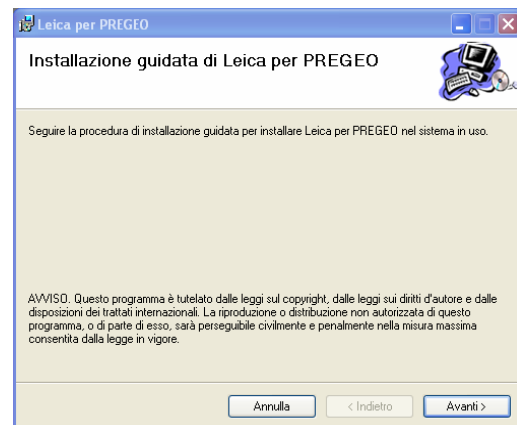 Leica per PREGEO
Installazione guidata di Leica per PREGEO
Seguire la procedura di installazione guidata per installare Leica per PREGEO nel sistema in uso.
AVVISO. Questo programma è tutelato dalle leggi sul copyright, dalle leggi sui diritti d'autore e dalle
disposizioni dei trattati internazionali. La riproduzione o distribuzione non autorizzata di questo
programma, o di parte di esso, sarà perseguibile civilmente e penalmente nella misura massima
consentita dalla legge in vigore.
Annulla < Indietro Avanti >